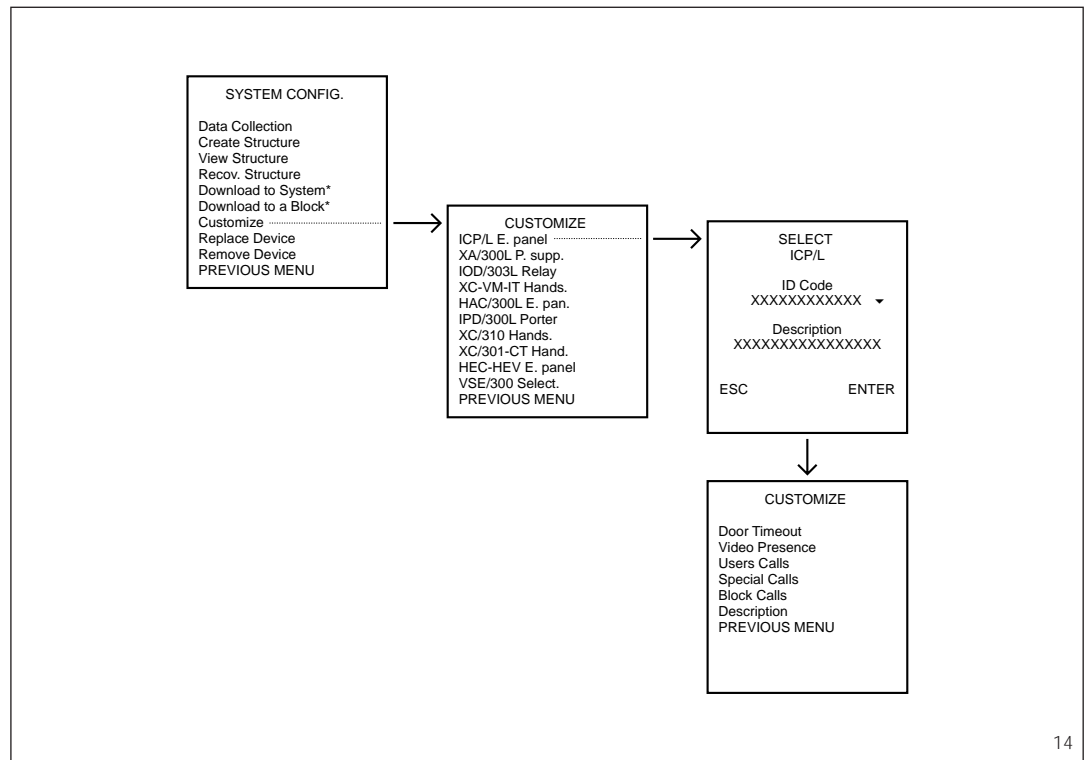 SYSTEM CONFIG.
Data Collection
Create Structure
View Structure
Recov. Structure
Download to System*
Download to a Block*
Customize
Replace Device
Remove Device
PREVIOUS MENU
CUSTOMIZE
ICP/L E. panel
XA/300L P. supp.
IOD/303L Relay
XC-VM-IT Hands.
HAC/300L E. pan.
IPD/300L Porter
XC/310 Hands.
XC/301-CT Hand.
HEC-HEV E. panel
VSE/300 Select.
PREVIOUS MENU
SELECT
ICP/L
ID Code
XXXXXXXXXXXX
Description
XXXXXXXXXXXXXXXX
ESC ENTER
CUSTOMIZE
Door Timeout
Video Presence
Users Calls
Special Calls
Block Calls
Description
PREVIOUS MENU
14